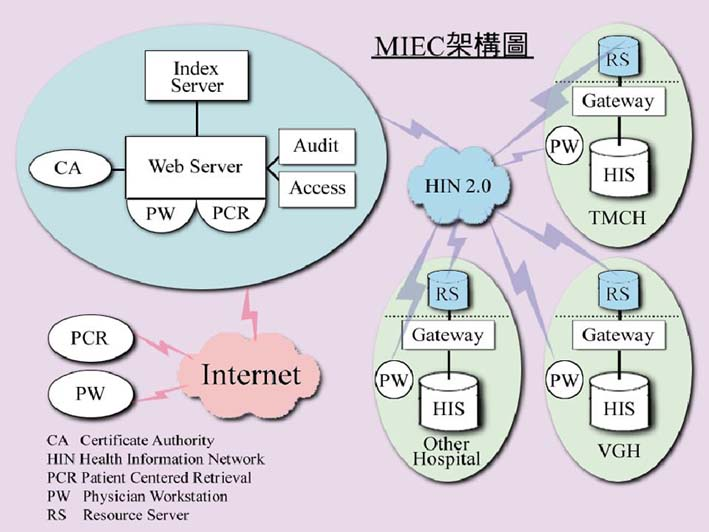 MIEC架構圖
Index
Server
CA
Web Server
Audit
Access
PW
PCR
HIN 2.0
RS
Gateway
PW
HIS
TMCH
RS
Gateway
PW
HIS
Other
Hospital
RS
Gateway
PW
HIS
VGH
PCR
PW
Internet
CA Certificate Authority
HIN Health Information Network
PCR Patient Centered Retrieval
PW Physician Workstation
RS Resource Server